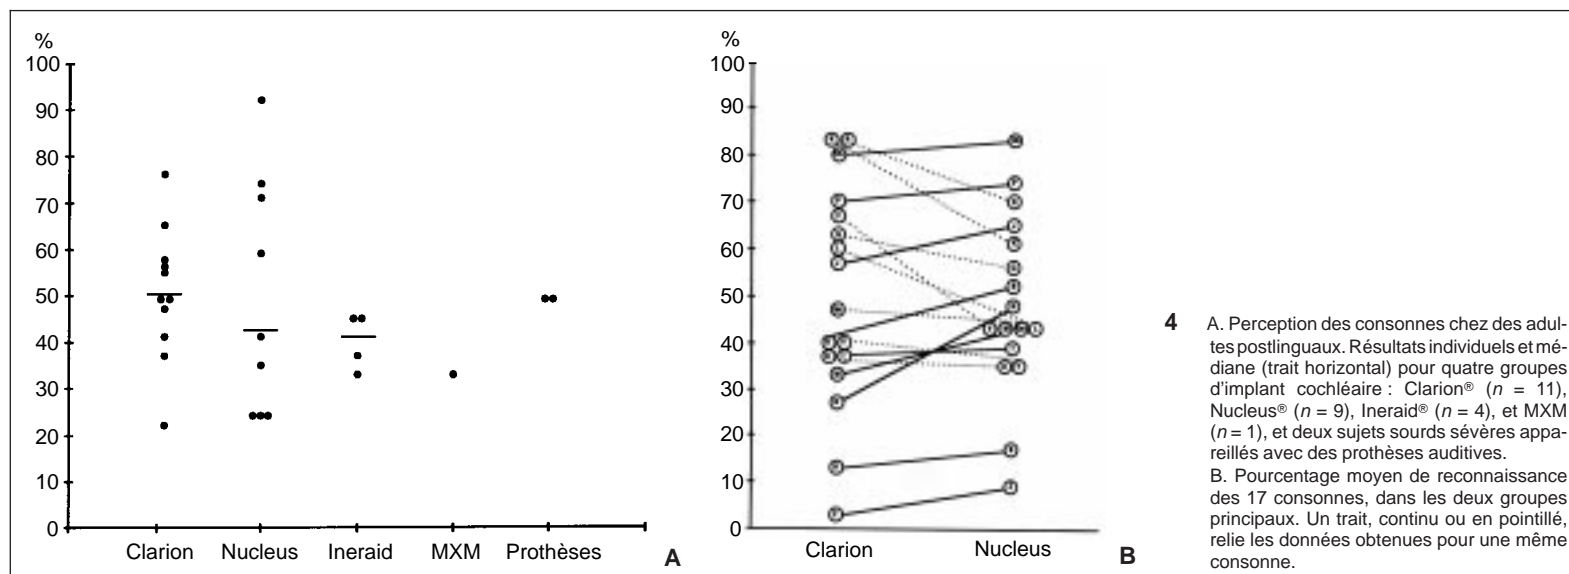 %
100
90
80
70
60
50
40
30
20
10
0
Clarion Nucleus Ineraid MXM Prothèses
A
%
100
90
80
70
60
50
40
30
20
10
0
Clarion Nucleus
B
4 A. Perception des consonnes chez des adul-
tes postlinguaux. Résultats individuels et mé-
diane (trait horizontal) pour quatre groupes
d'implant cochléaire : Clarion® (n = 11),
Nucleus® (n = 9), Ineraid® (n = 4), et MXM
(n = 1), et deux sujets sourds sévères appa-
reillés avec des prothèses auditives.
B. Pourcentage moyen de reconnaissance
des 17 consonnes, dans les deux groupes
principaux. Un trait, continu ou en pointillé,
relie les données obtenues pour une même
consonne.